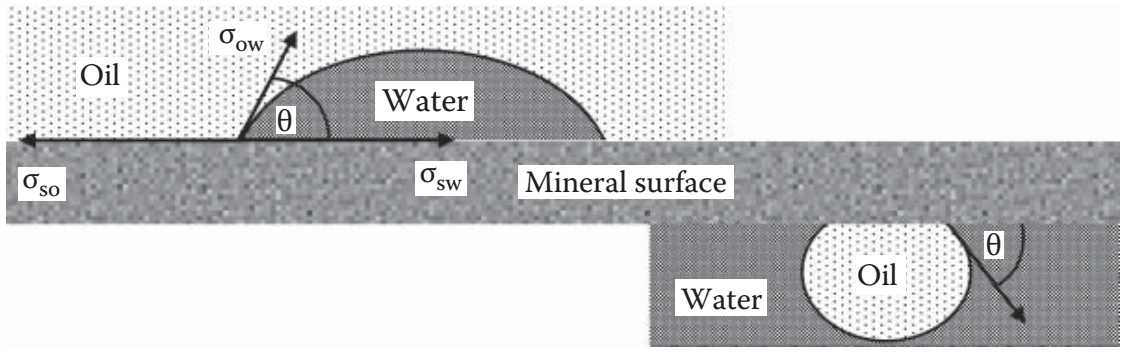 σow
Oil
Water
θ
σso
σsw
Mineral surface
θ
Oil
Water